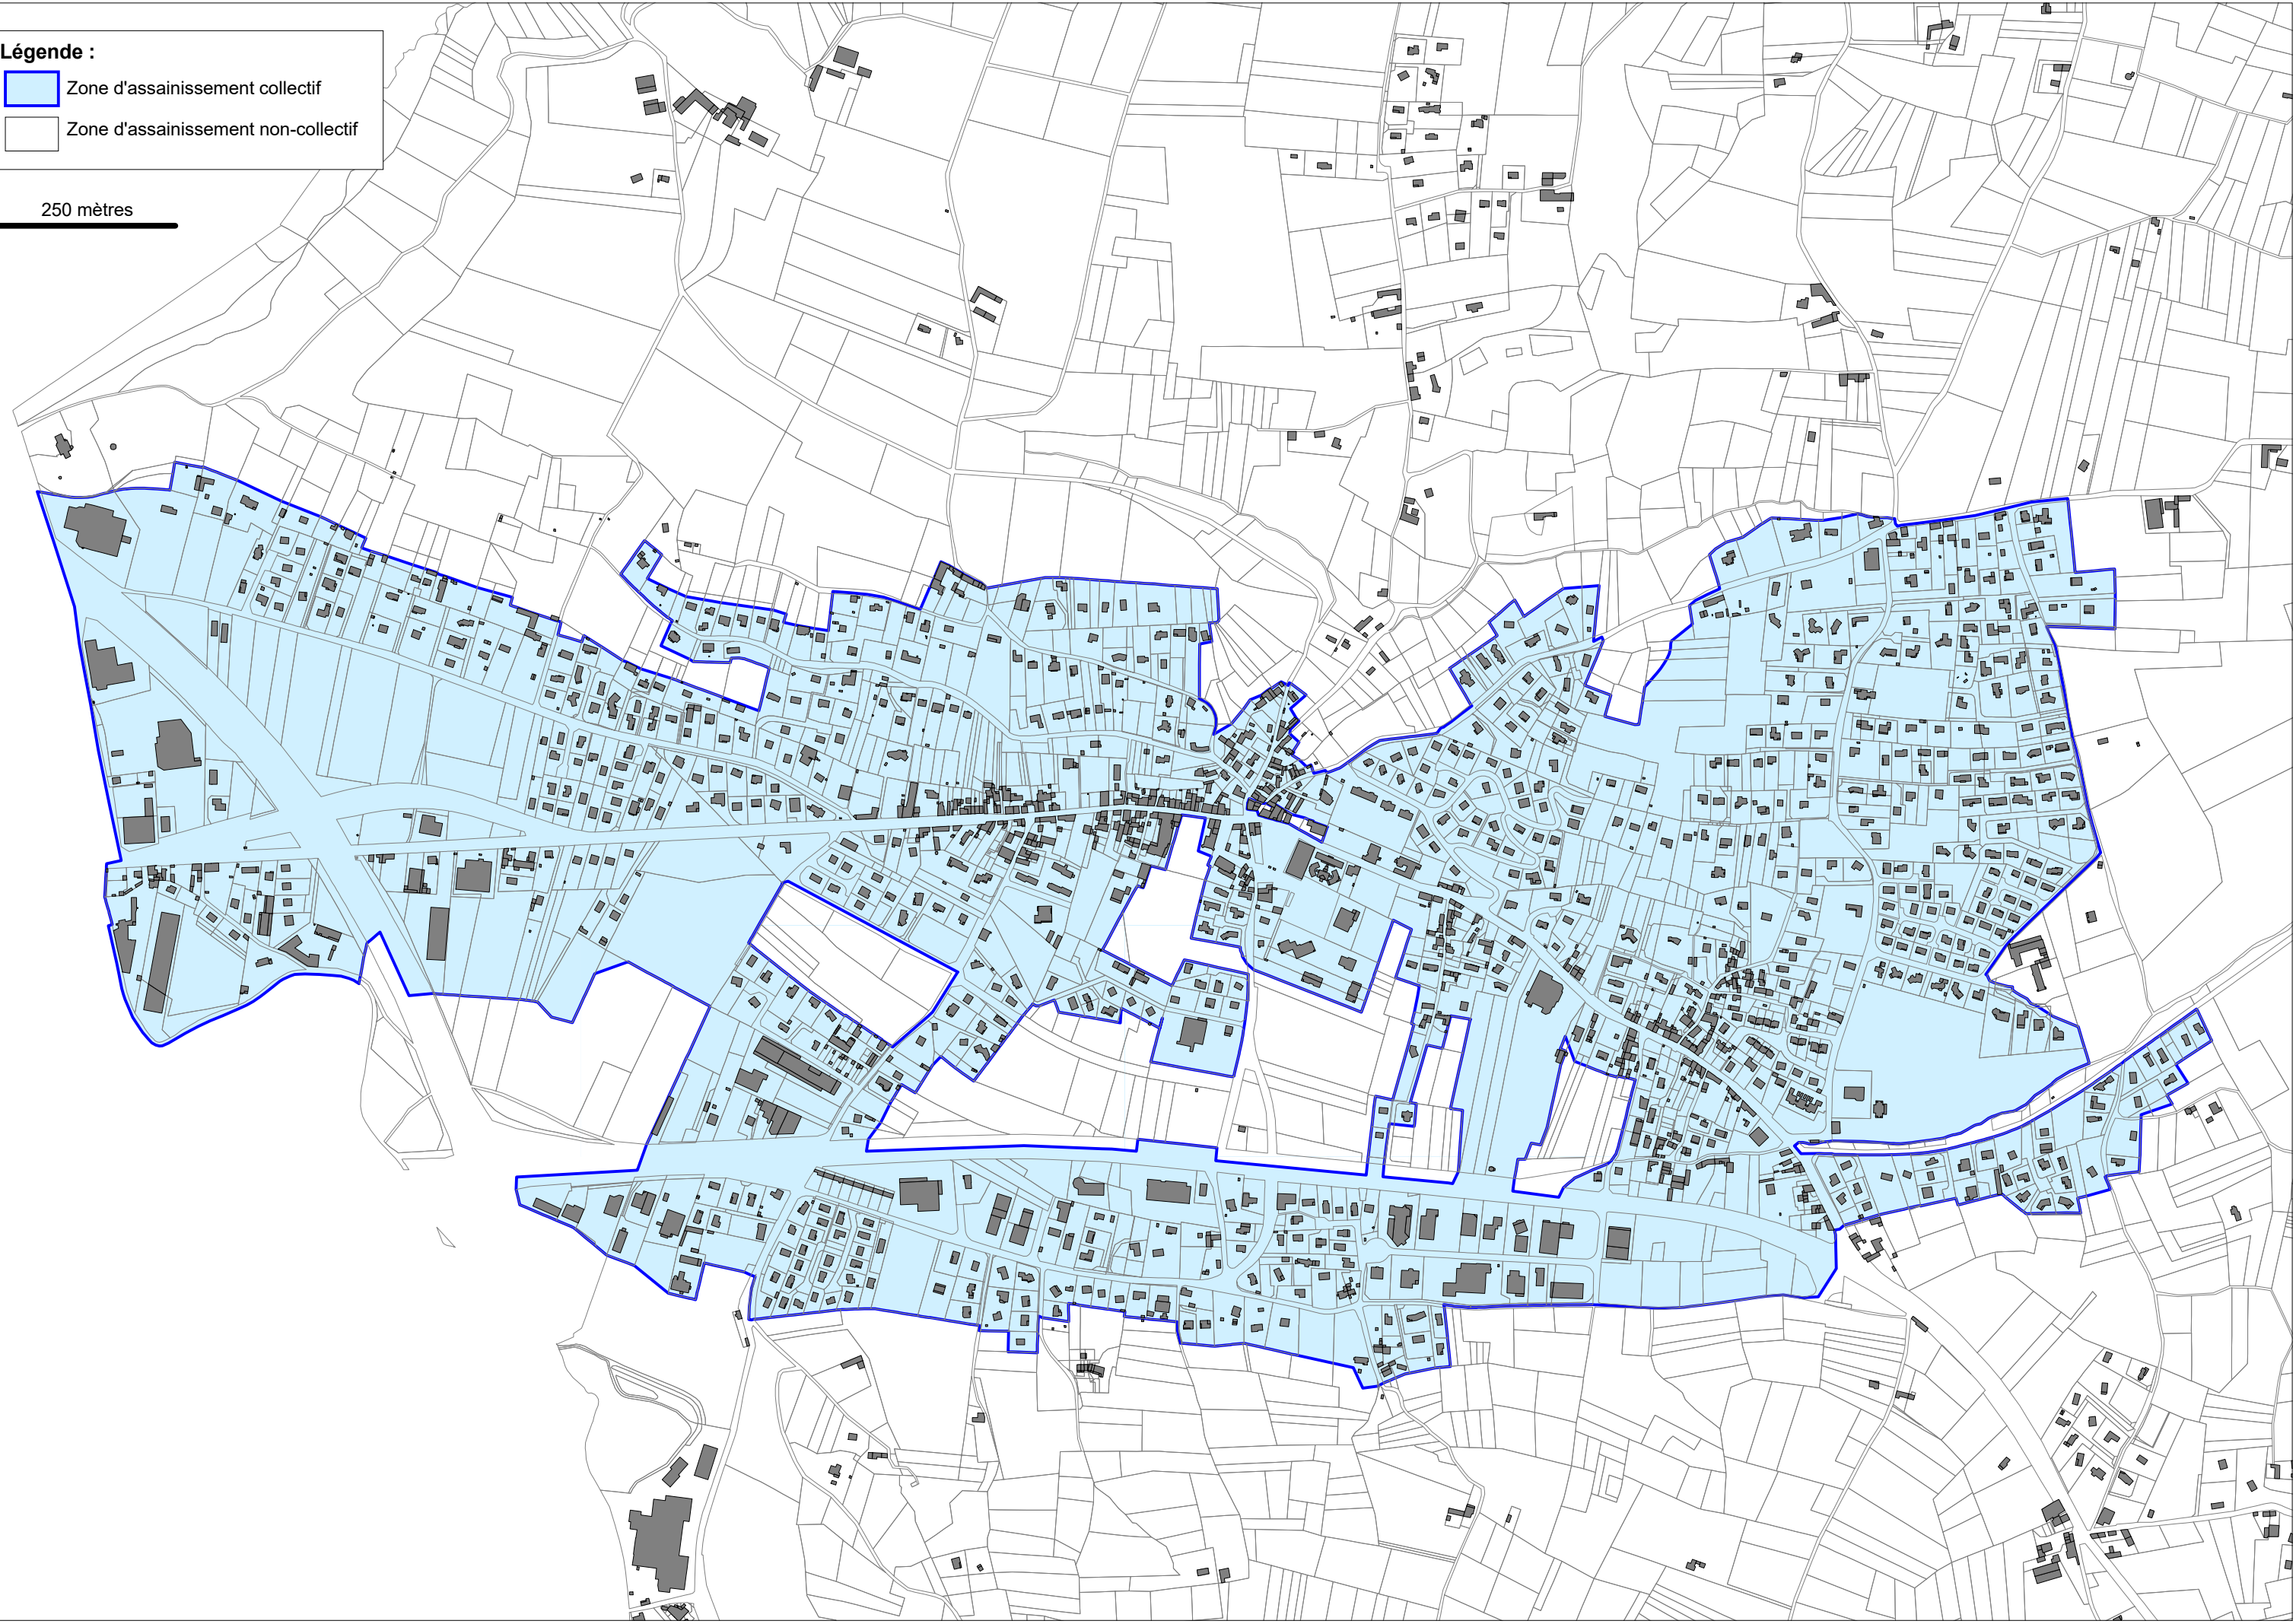 Légende :
Zone d'assainissement collectif
Zone d'assainissement non-collectif
250 mètres